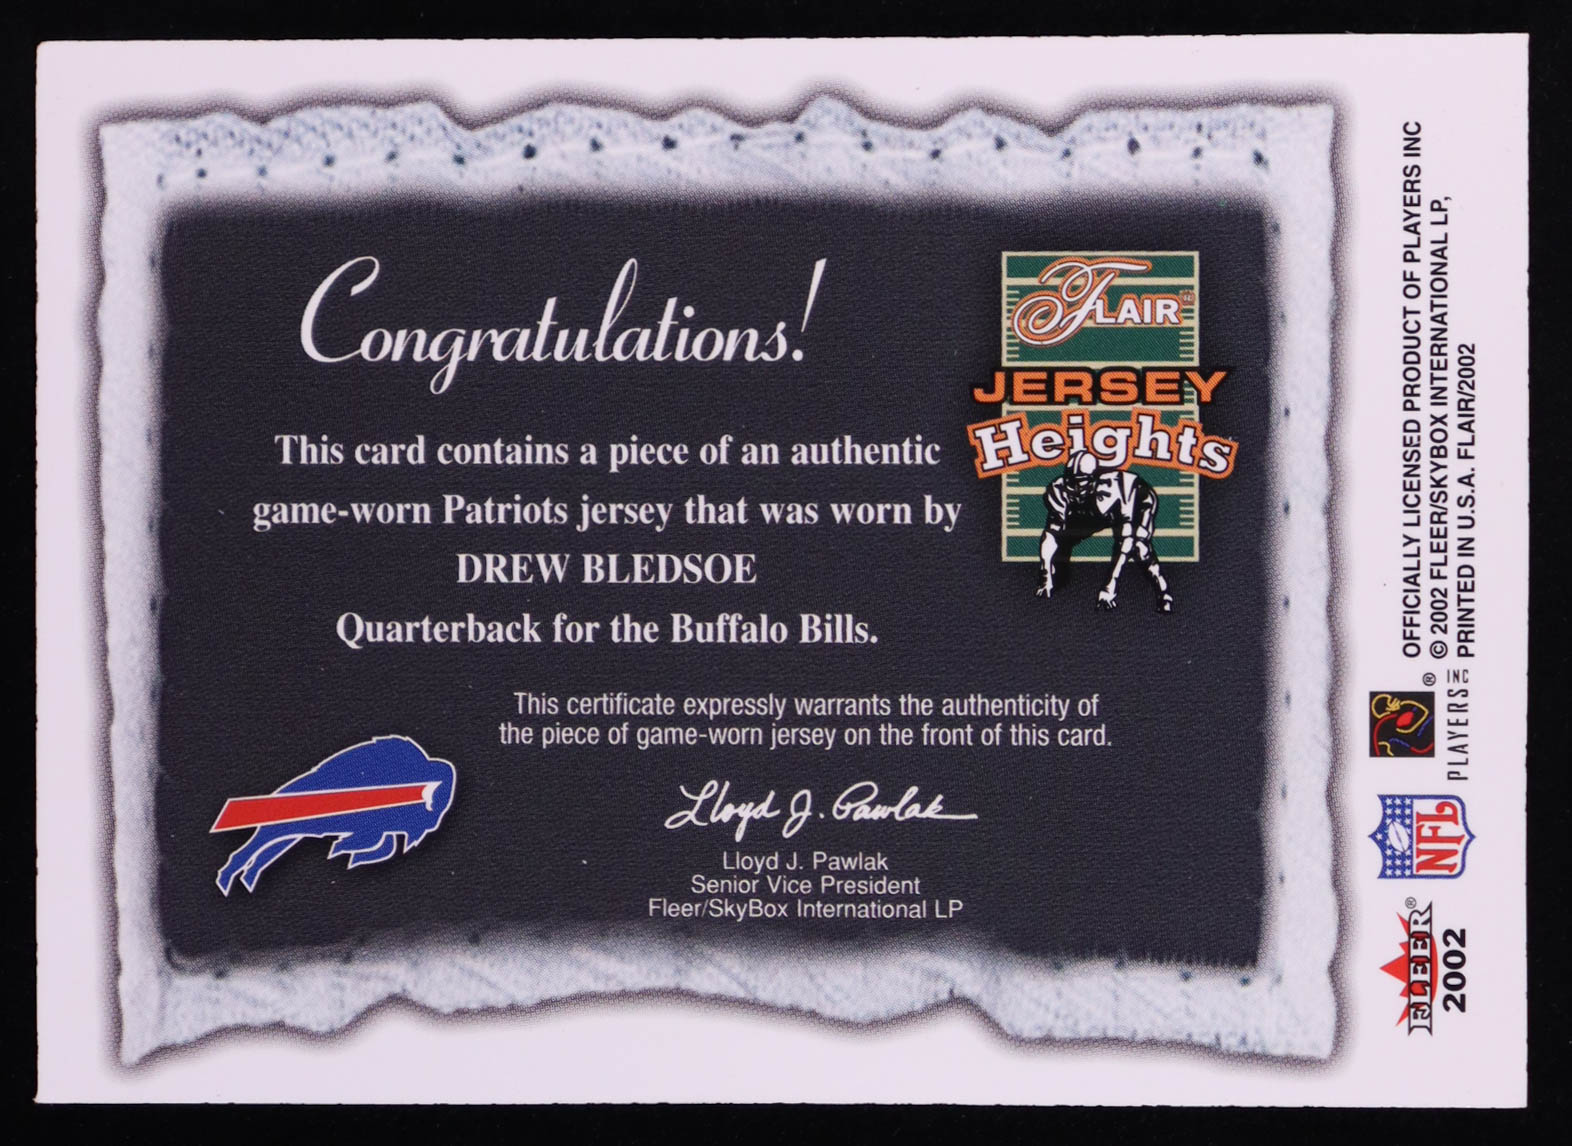 Congratulations!
This card contains a piece of an authentic
game-worn Patriots jersey that was worn by
DREW BLEDSOE
Quarterback for the Buffalo Bills.
FLAIR®
JERSEY
Heights
This certificate expressly warrants the authenticity of
the piece of game-worn jersey on the front of this card.
Lloyd J. Pawlak
Lloyd J. Pawlak
Senior Vice President
Fleer/SkyBox International LP
OFFICIALLY LICENSED PRODUCT OF PLAYERS INC
© 2002 FLEER/SKYBOX INTERNATIONAL LP,
PRINTED IN U.S.A. FLAIR/2002
®
PLAYERS INC
NFL
FLEER®
2002